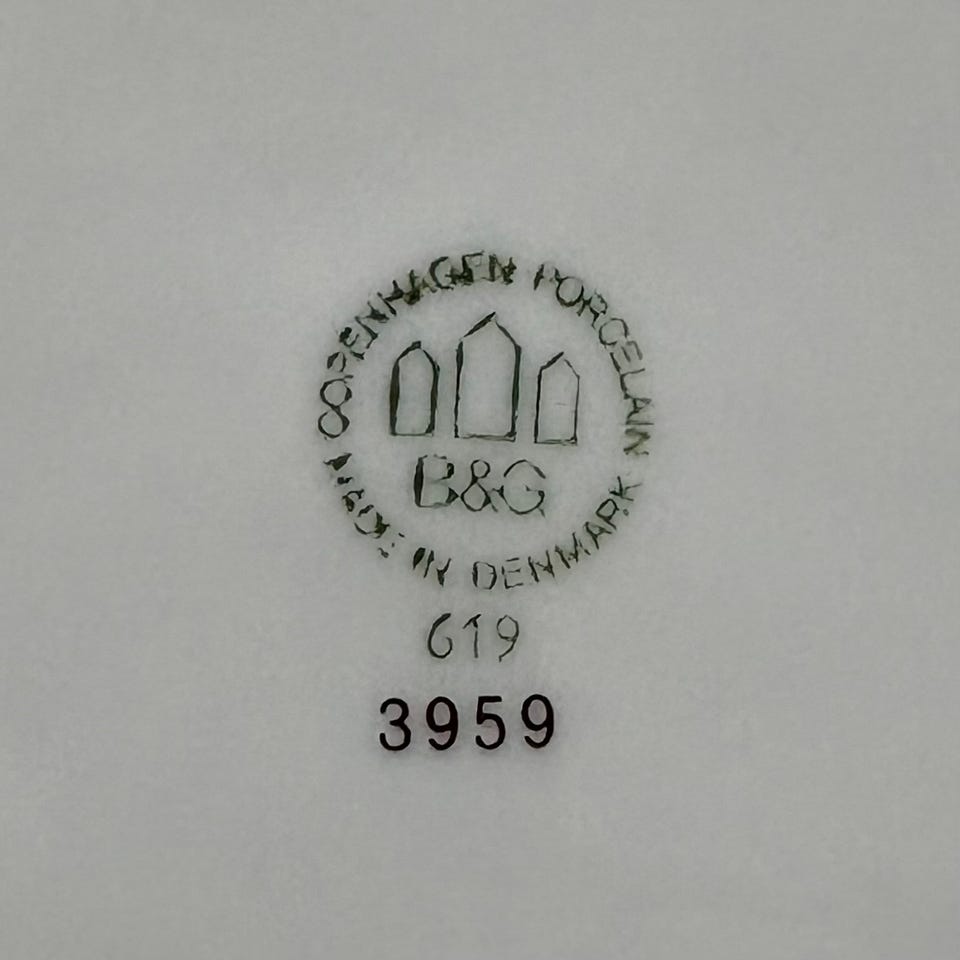 COPENHAGEN PORCELAIN
MADE IN DENMARK
B&G
619
3959